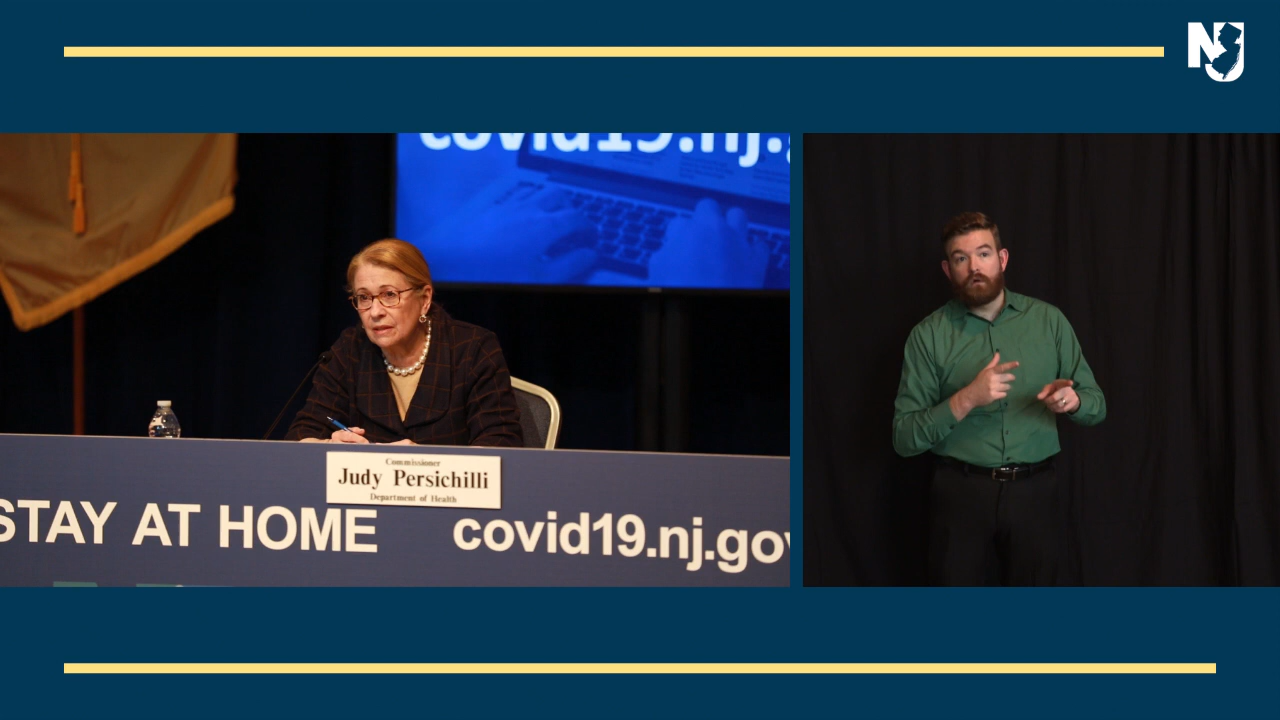 NJ
covid19.nj.
Commissioner
Judy Persichilli
Department of Health
STAY AT HOME covid19.nj.gov